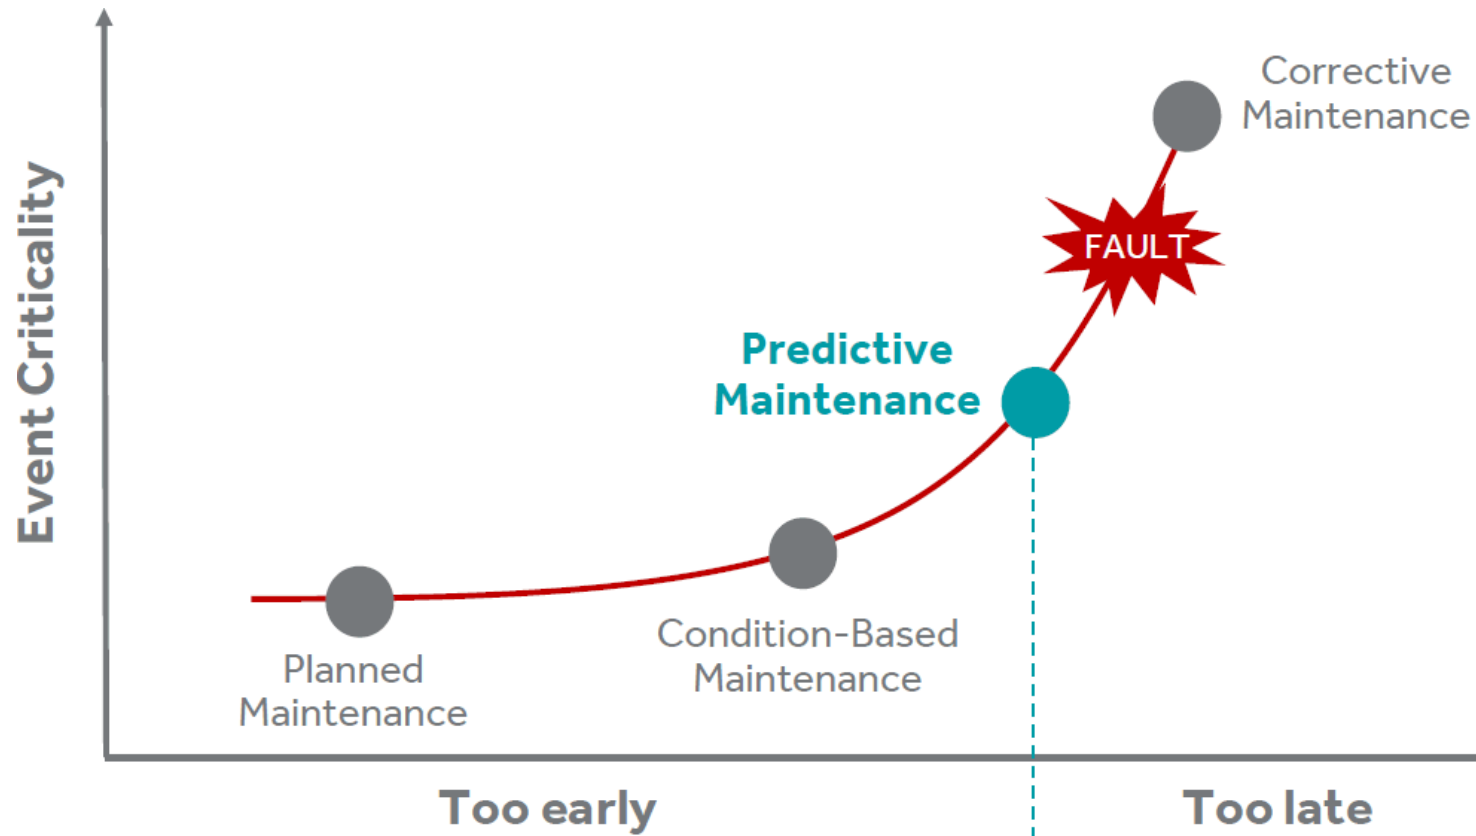 Corrective
Maintenance
FAULT
Predictive
Maintenance
Event Criticality
Condition-Based
Maintenance
Planned
Maintenance
Too early
Too late